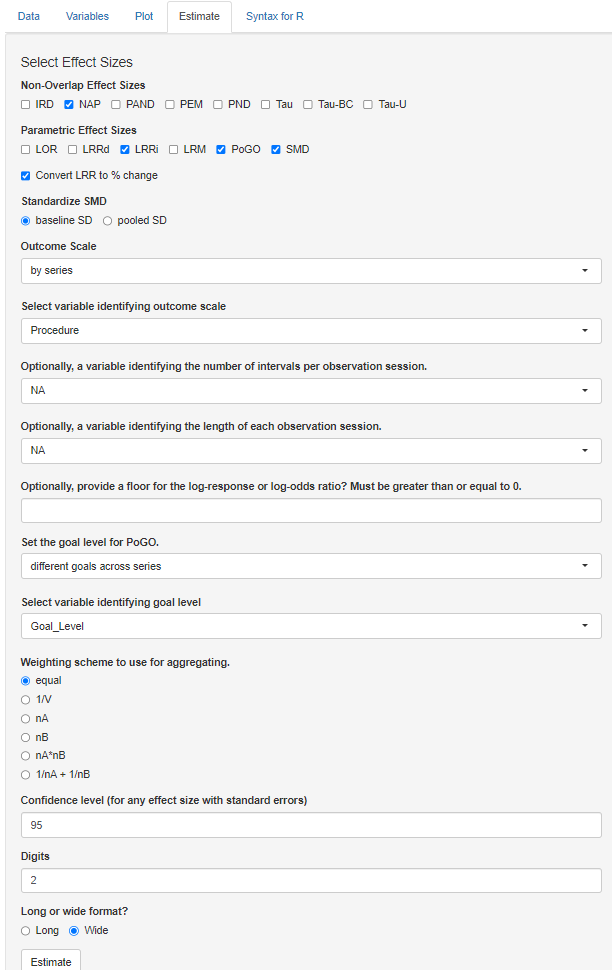 Data Variables Plot Estimate Syntax for R
Select Effect Sizes
Non-Overlap Effect Sizes
IRD NAP PAND PEM PND Tau Tau-BC Tau-U
Parametric Effect Sizes
LOR LRRd LRRi LRM PoGO SMD
Convert LRR to % change
Standardize SMD
baseline SD pooled SD
Outcome Scale
by series
Select variable identifying outcome scale
Procedure
Optionally, a variable identifying the number of intervals per observation session.
NA
Optionally, a variable identifying the length of each observation session.
NA
Optionally, provide a floor for the log-response or log-odds ratio? Must be greater than or equal to 0.
Set the goal level for PoGO.
different goals across series
Select variable identifying goal level
Goal_Level
Weighting scheme to use for aggregating.
equal
1/V
nA
nB
nA*nB
1/nA + 1/nB
Confidence level (for any effect size with standard errors)
95
Digits
2
Long or wide format?
Long Wide
Estimate